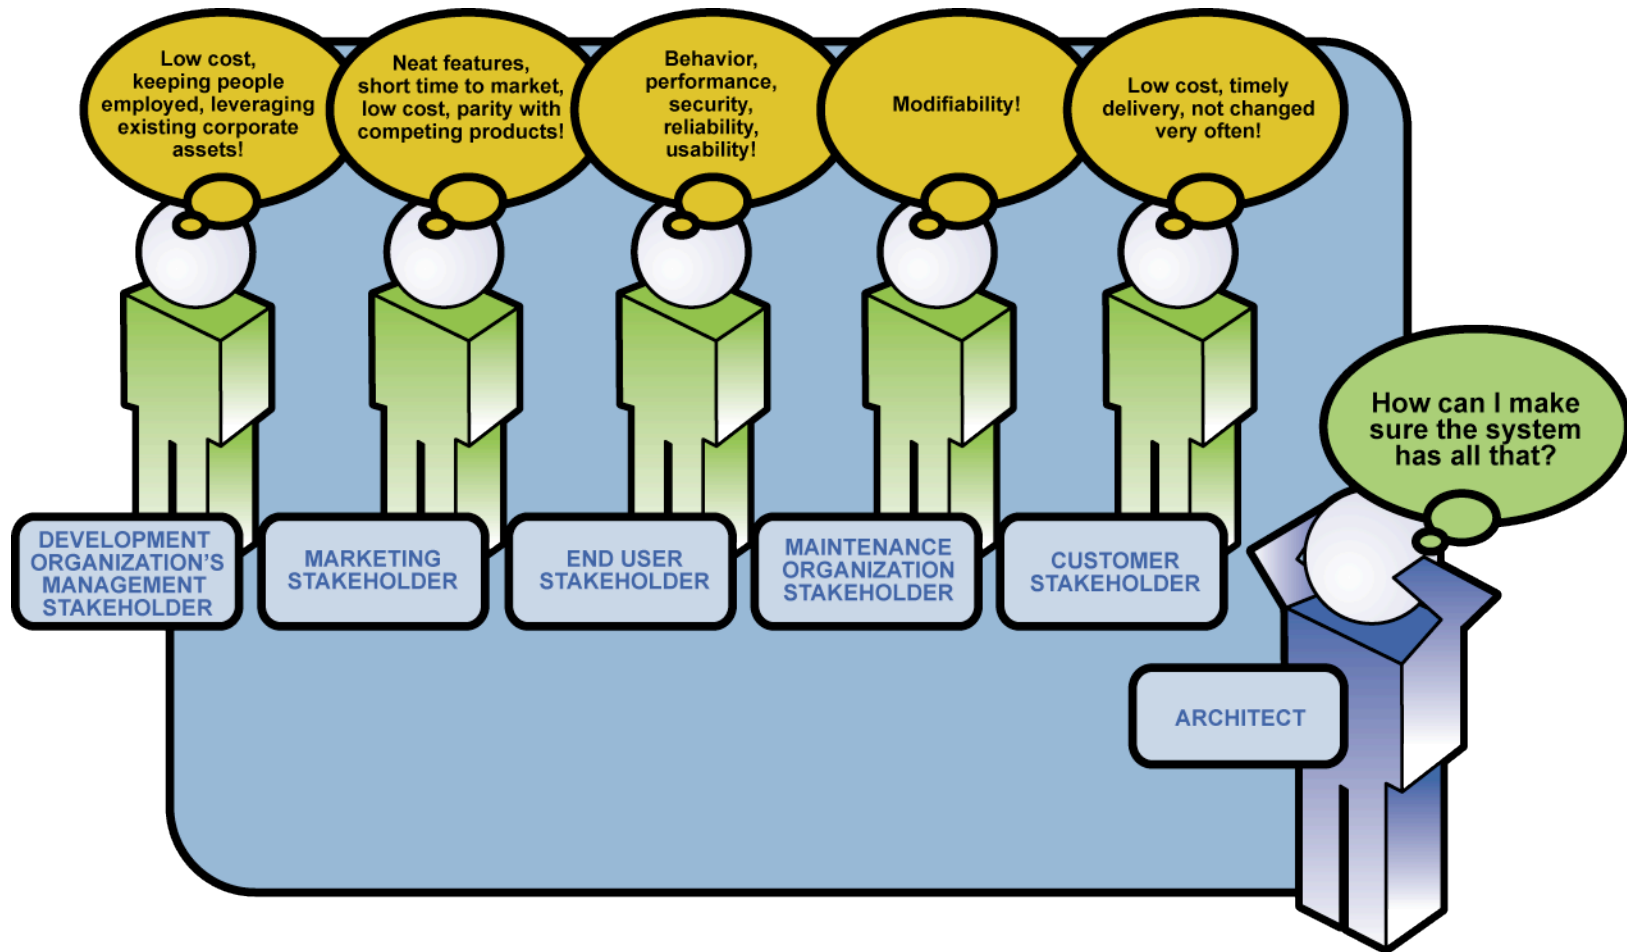 Low cost,
keeping people
employed, leveraging
existing corporate
assets!
Neat features,
short time to market,
low cost, parity with
competing products!
Behavior,
performance,
security,
reliability,
usability!
Modifiability!
Low cost, timely
delivery, not changed
very often!
How can I make
sure the system
has all that?
DEVELOPMENT
ORGANIZATION'S
MANAGEMENT
STAKEHOLDER
MARKETING
STAKEHOLDER
END USER
STAKEHOLDER
MAINTENANCE
ORGANIZATION
STAKEHOLDER
CUSTOMER
STAKEHOLDER
ARCHITECT